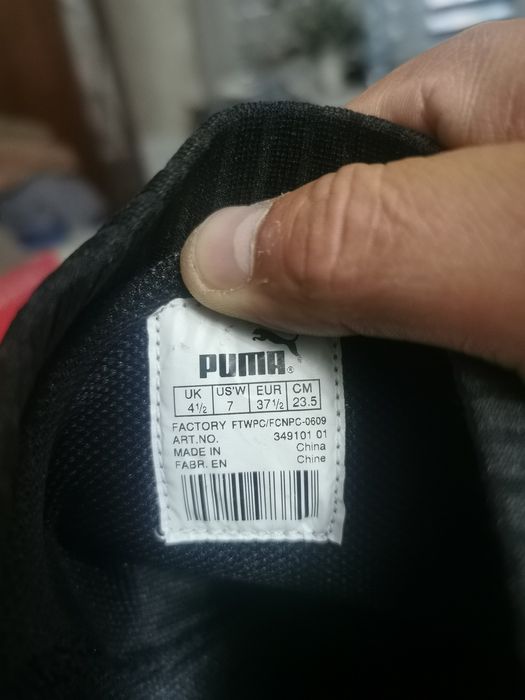 PUMA®
UK US'W EUR CM
4½ 7 37½ 23.5
FACTORY FTWPC/FCNPC-0609
ART.NO. 349101 01
MADE IN China
FABR. EN Chine